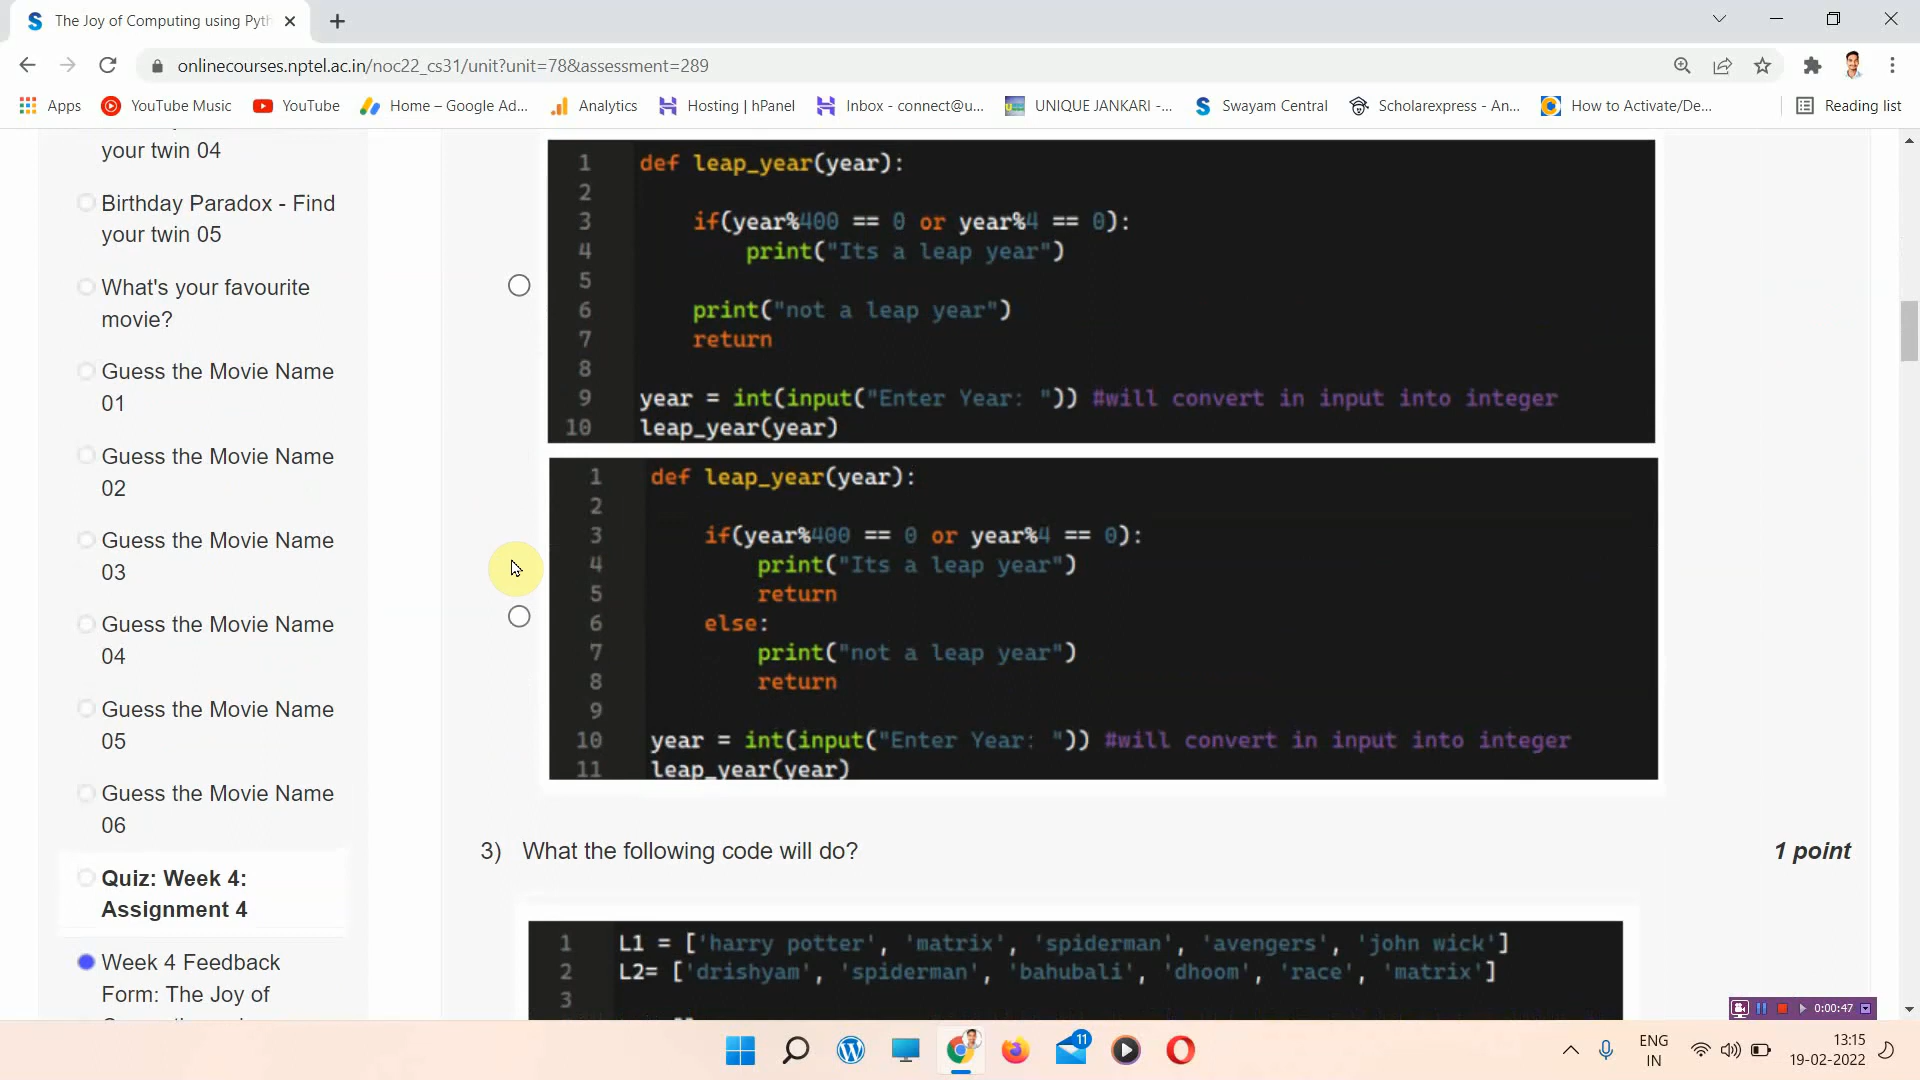 The Joy of Computing using Pyth
onlinecourses.nptel.ac.in/noc22_cs31/unit?unit=78&assessment=289
Apps YouTube Music YouTube Home – Google Ad... Analytics Hosting | hPanel Inbox - connect@u... UNIQUE JANKARI -... Swayam Central Scholarexpress - An... How to Activate/De... Reading list
your twin 04
Birthday Paradox - Find
your twin 05
What's your favourite
movie?
Guess the Movie Name
01
Guess the Movie Name
02
Guess the Movie Name
03
Guess the Movie Name
04
Guess the Movie Name
05
Guess the Movie Name
06
Quiz: Week 4:
Assignment 4
Week 4 Feedback
Form: The Joy of
1 def leap_year(year):
2
3 if(year%400 == 0 or year%4 == 0):
4 print("Its a leap year")
5
6 print("not a leap year")
7 return
8
9 year = int(input("Enter Year: ")) #will convert in input into integer
10 leap_year(year)
1 def leap_year(year):
2
3 if(year%400 == 0 or year%4 == 0):
4 print("Its a leap year")
5 return
6 else:
7 print("not a leap year")
8 return
9
10 year = int(input("Enter Year: ")) #will convert in input into integer
11 leap_year(year)
3) What the following code will do? 1 point
1 L1 = ['harry potter', 'matrix', 'spiderman', 'avengers', 'john wick']
2 L2= ['drishyam', 'spiderman', 'bahubali', 'dhoom', 'race', 'matrix']
3
0:00:47
11
ENG
IN
13:15
19-02-2022